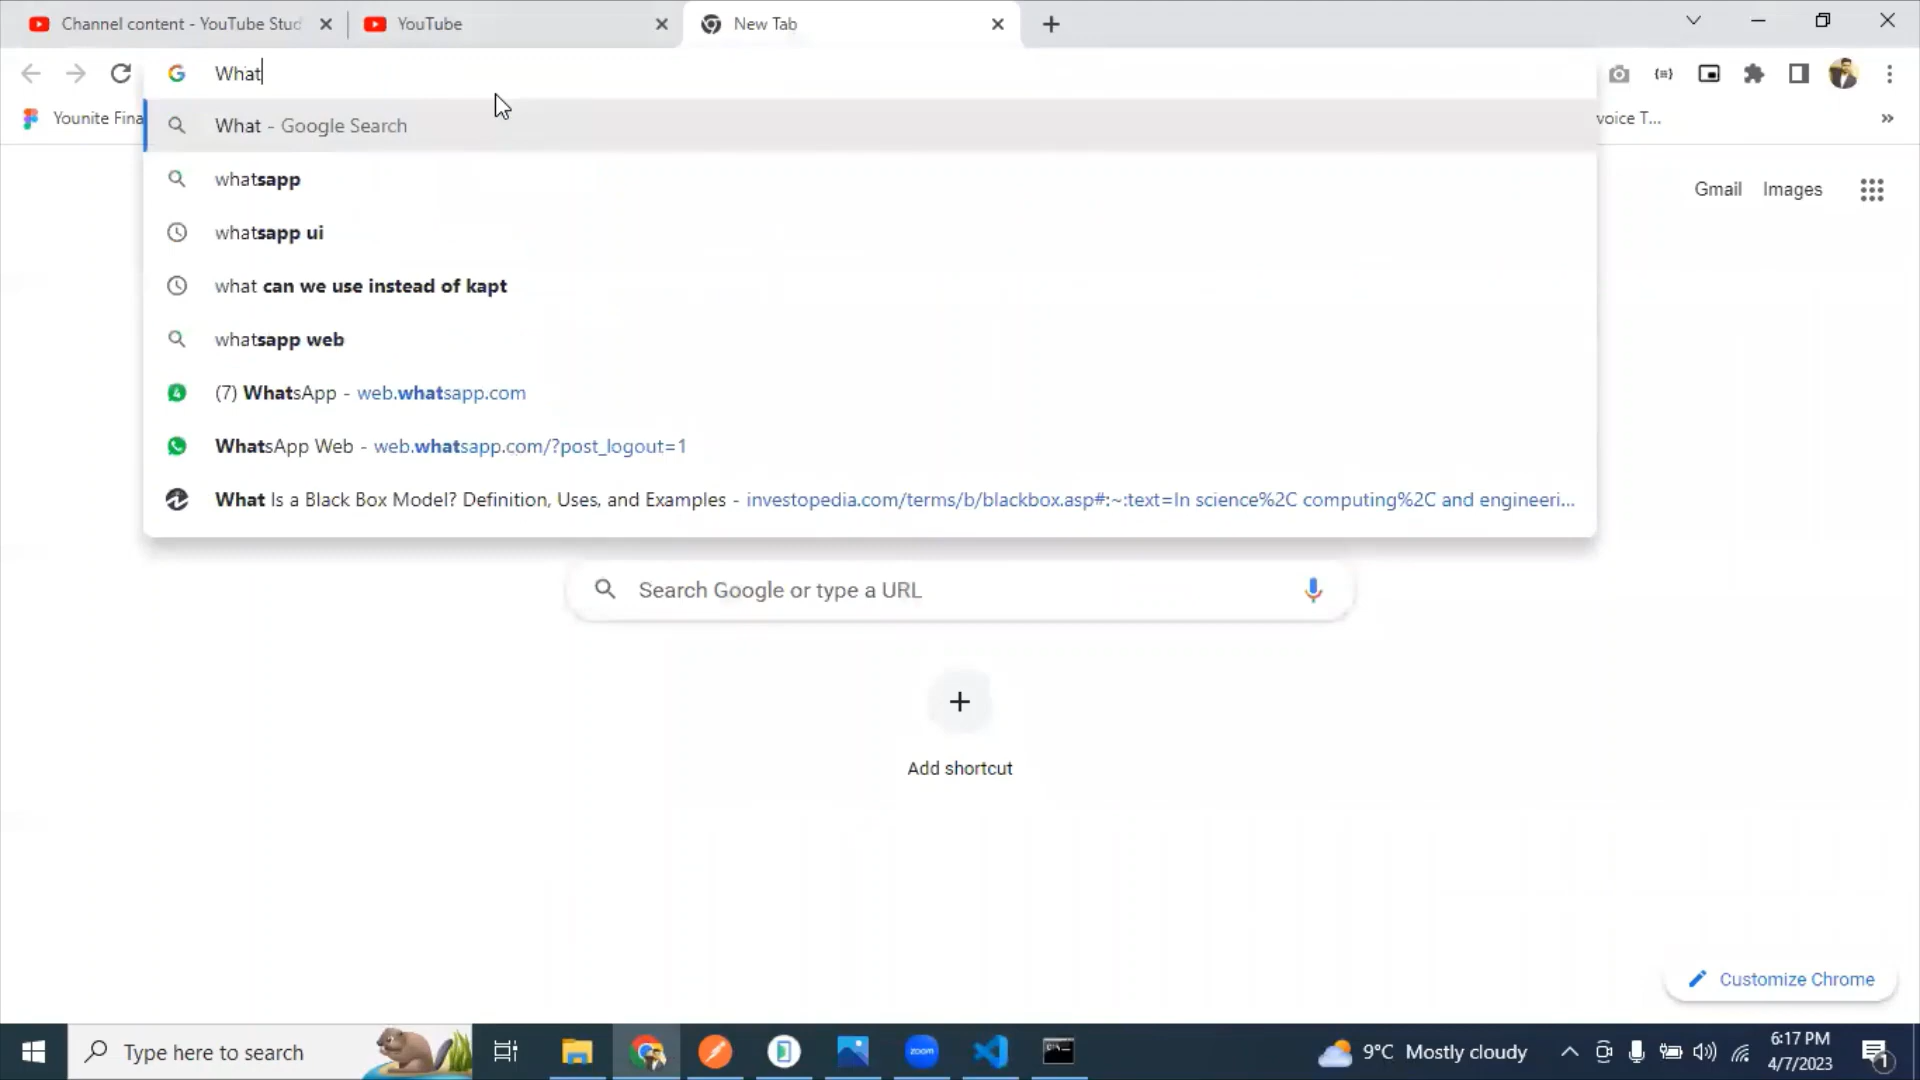 Channel content - YouTube Stud
YouTube
New Tab
What
Younite Fina
voice T...
»
What - Google Search
whatsapp
whatsapp ui
what can we use instead of kapt
whatsapp web
(7) WhatsApp - web.whatsapp.com
WhatsApp Web - web.whatsapp.com/?post_logout=1
What Is a Black Box Model? Definition, Uses, and Examples - investopedia.com/terms/b/blackbox.asp#:~:text=In science%2C computing%2C and engineeri...
Gmail Images
Search Google or type a URL
Add shortcut
Customize Chrome
Type here to search
zoom
9°C Mostly cloudy
6:17 PM
4/7/2023
1